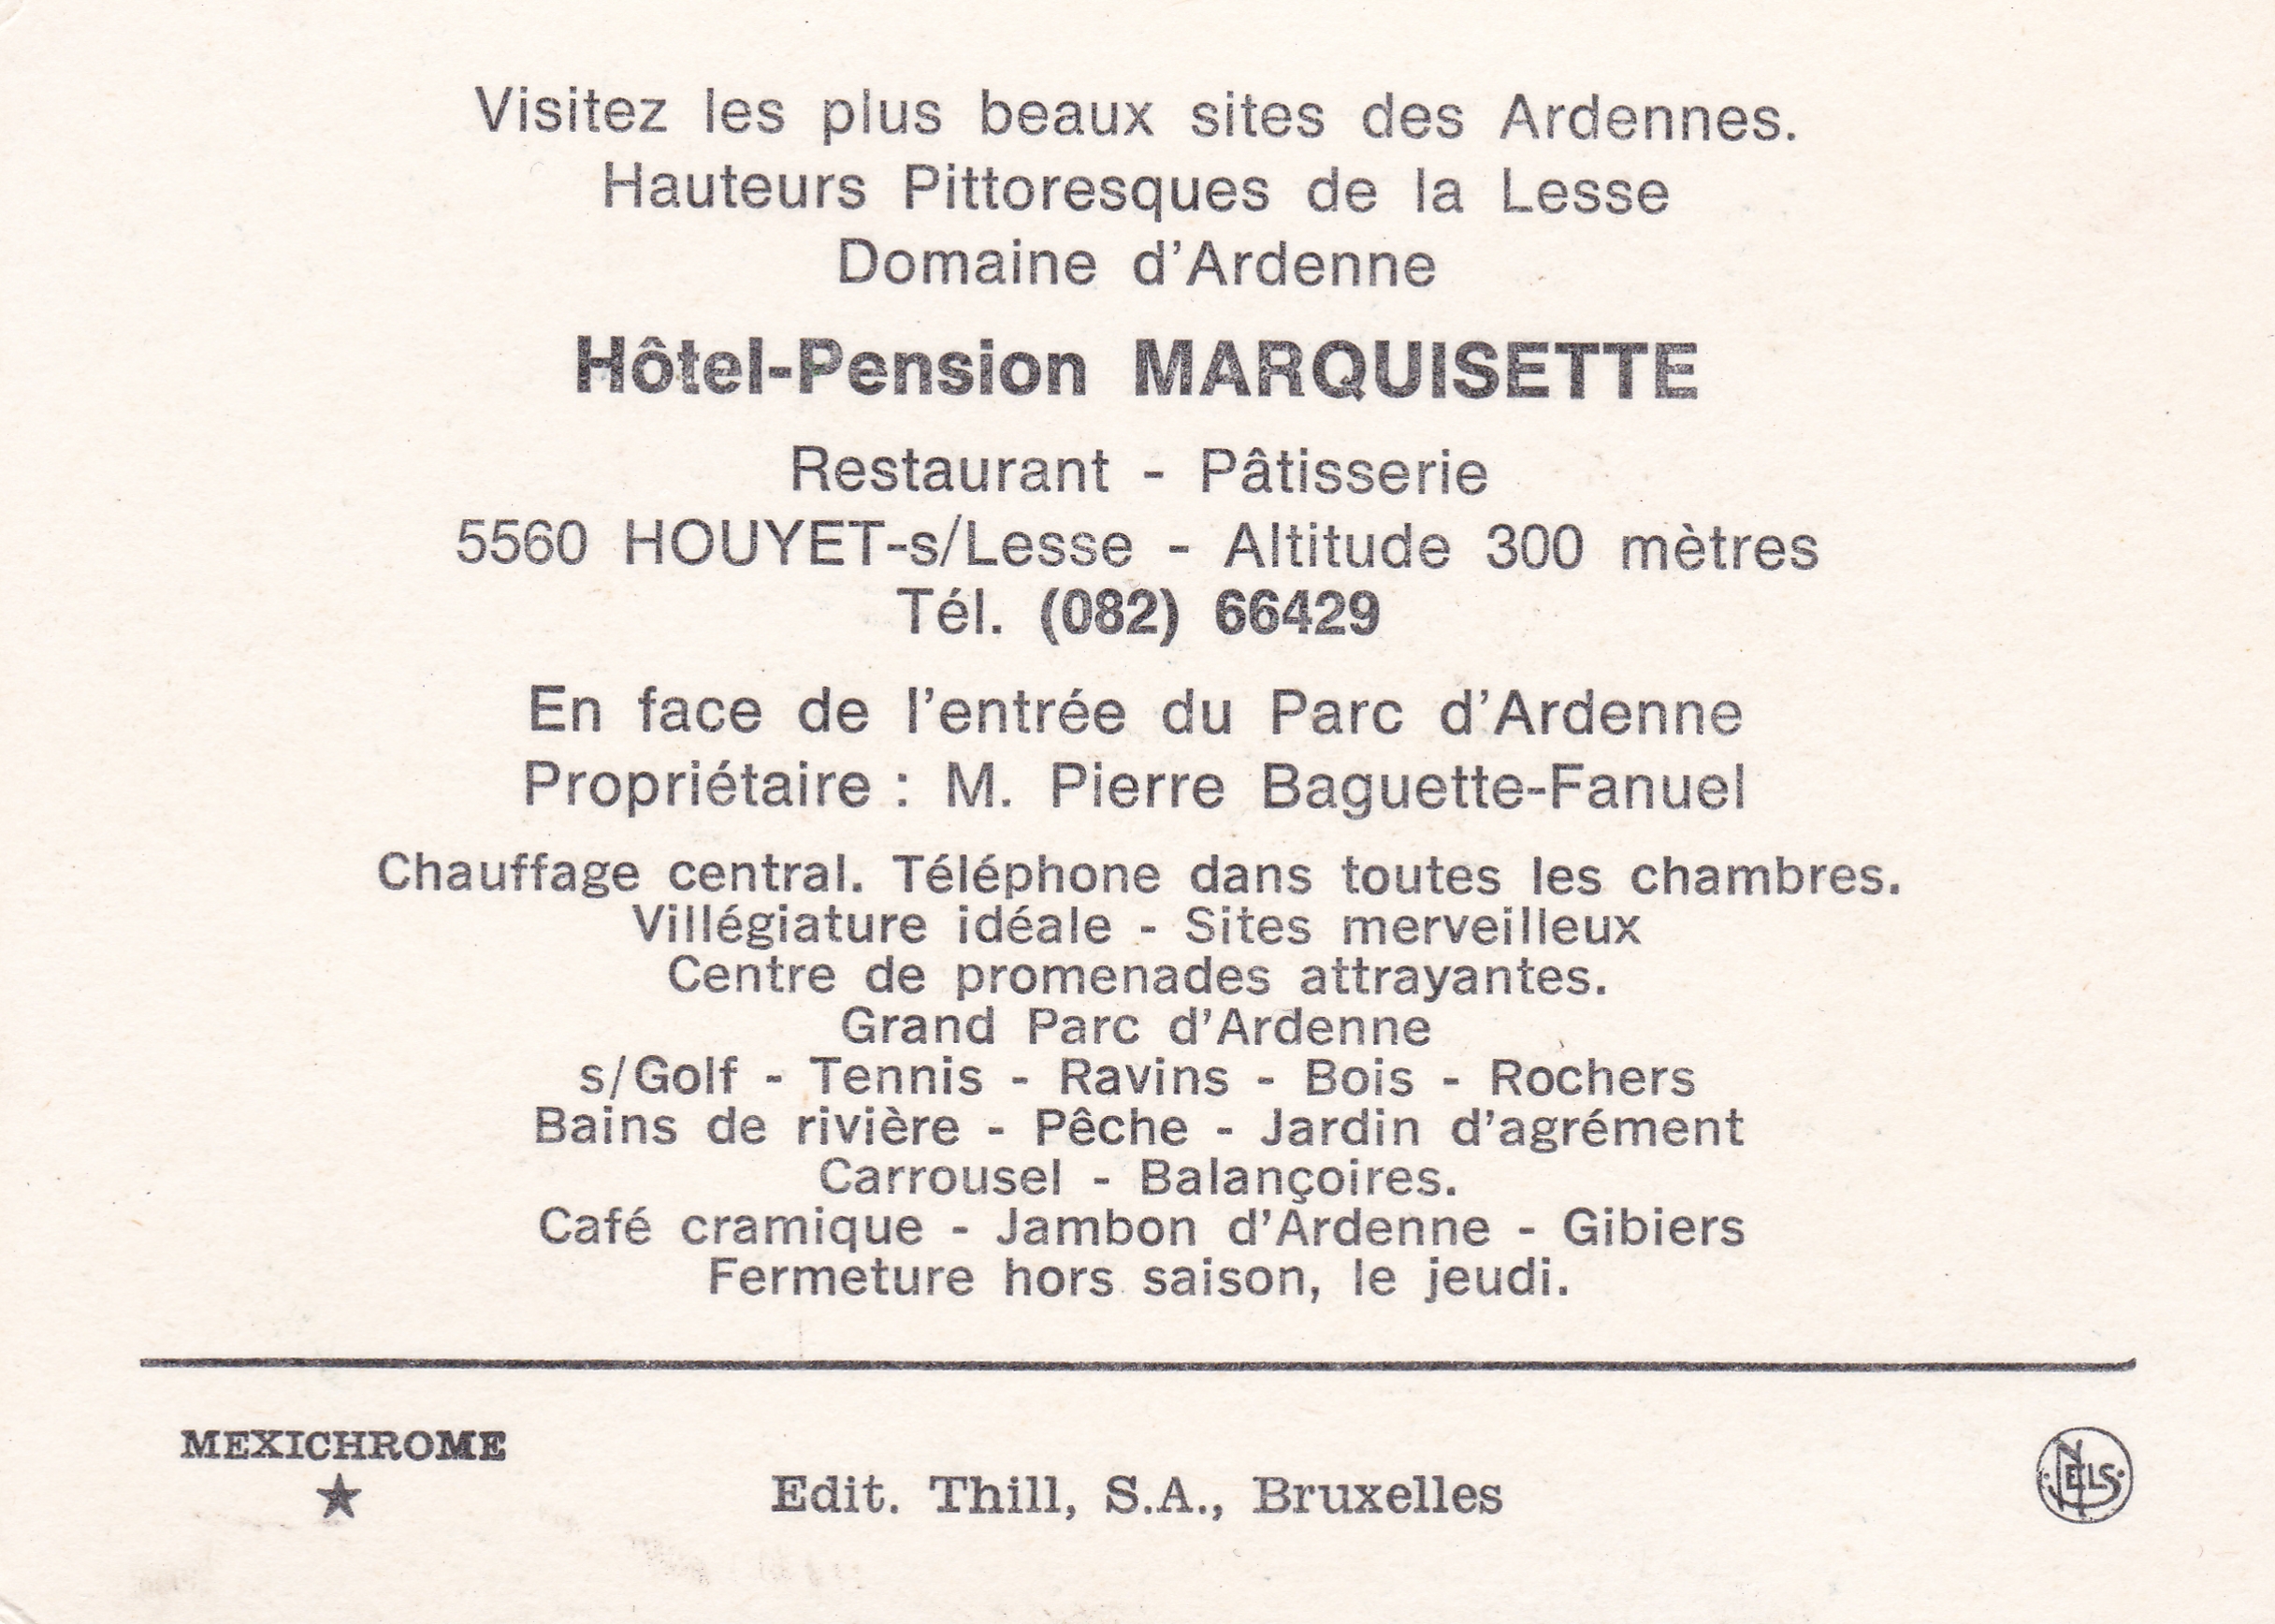 Visitez les plus beaux sites des Ardennes.
Hauteurs Pittoresques de la Lesse
Domaine d'Ardenne
Hôtel-Pension MARQUISETTE
Restaurant - Pâtisserie
5560 HOUYET-s/Lesse - Altitude 300 mètres
Tél. (082) 66429
En face de l'entrée du Parc d'Ardenne
Propriétaire : M. Pierre Baguette-Fanuel
Chauffage central. Téléphone dans toutes les chambres.
Villégiature idéale - Sites merveilleux
Centre de promenades attrayantes.
Grand Parc d'Ardenne
s/Golf - Tennis - Ravins - Bois - Rochers
Bains de rivière - Pêche - Jardin d'agrément
Carrousel - Balançoires.
Café cramique - Jambon d'Ardenne - Gibiers
Fermeture hors saison, le jeudi.
MEXICHROME
★
Edit. Thill, S.A., Bruxelles
NELS